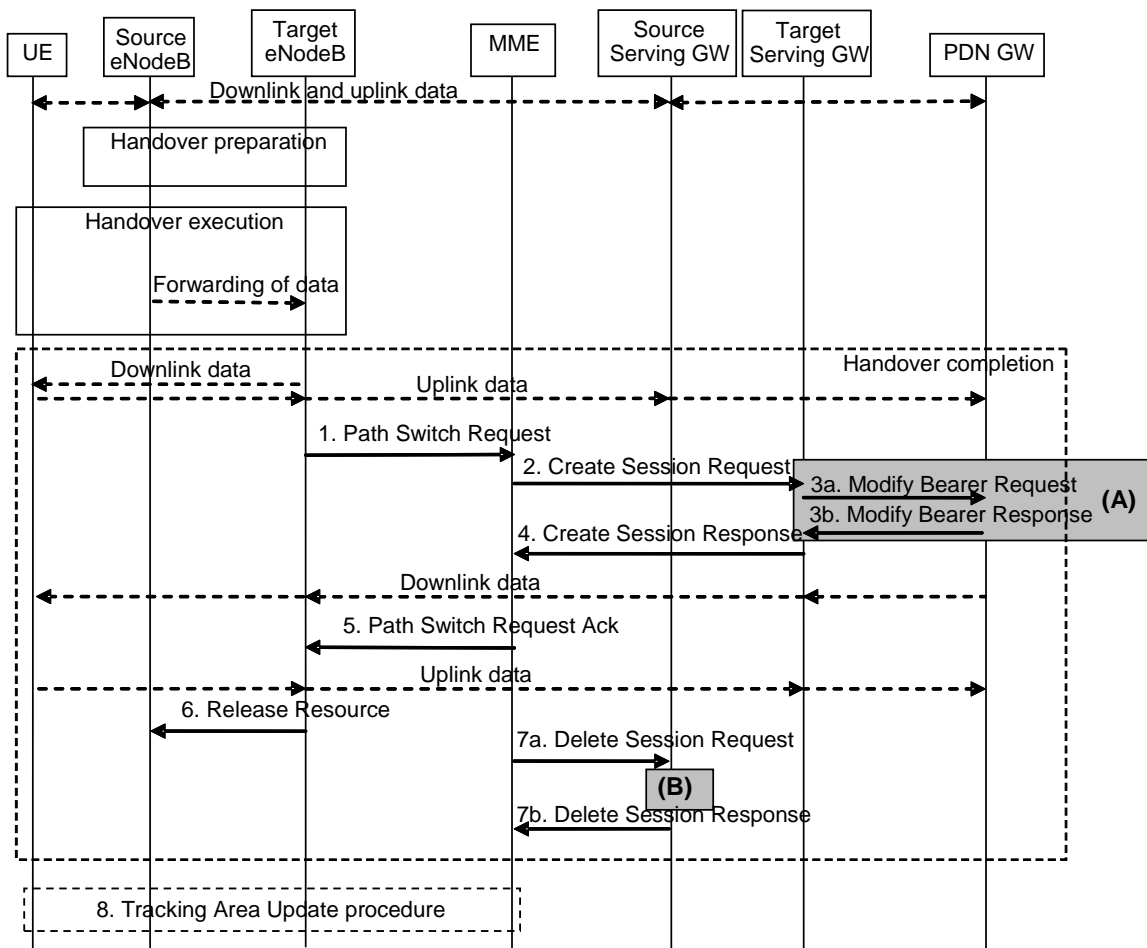 UE
Source
eNodeB
Target
eNodeB
MME
Source
Serving GW
Target
Serving GW
PDN GW
Downlink and uplink data
Handover preparation
Handover execution
Forwarding of data
Handover completion
Downlink data
Uplink data
1. Path Switch Request
2. Create Session Request
3a. Modify Bearer Request
(A)
3b. Modify Bearer Response
4. Create Session Response
Downlink data
5. Path Switch Request Ack
Uplink data
6. Release Resource
7a. Delete Session Request
(B)
7b. Delete Session Response
8. Tracking Area Update procedure